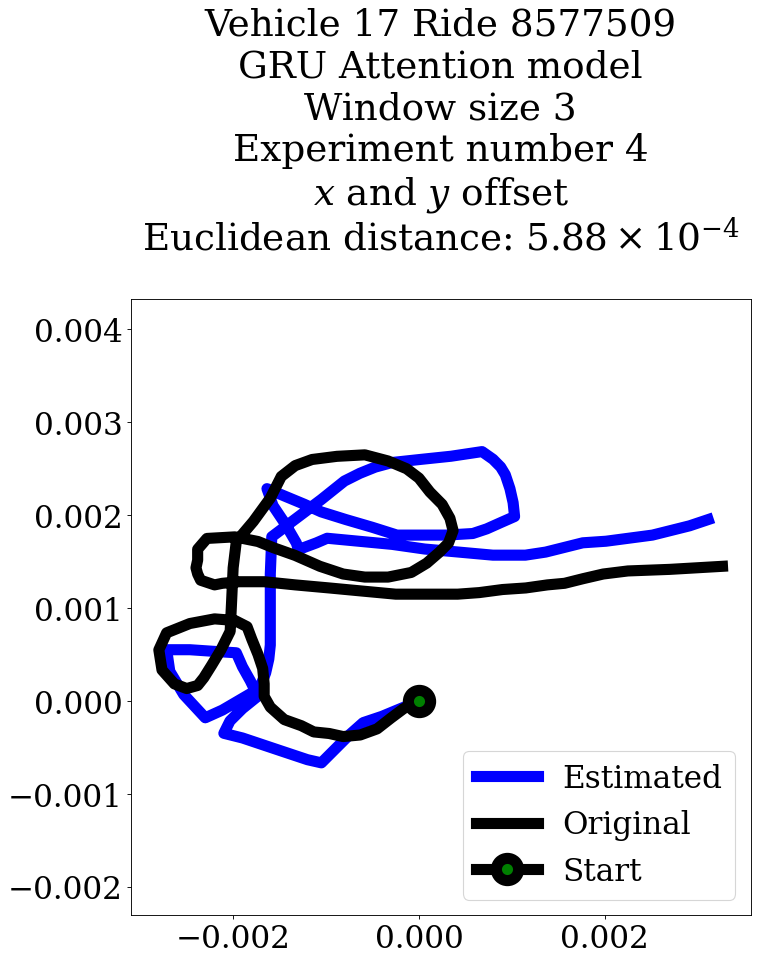 Vehicle 17 Ride 8577509
GRU Attention model
Window size 3
Experiment number 4
x and y offset
Euclidean distance: 5.88 × 10⁻⁴
0.004
0.003
0.002
0.001
0.000
−0.001
−0.002
Estimated
Original
Start
−0.002 0.000 0.002